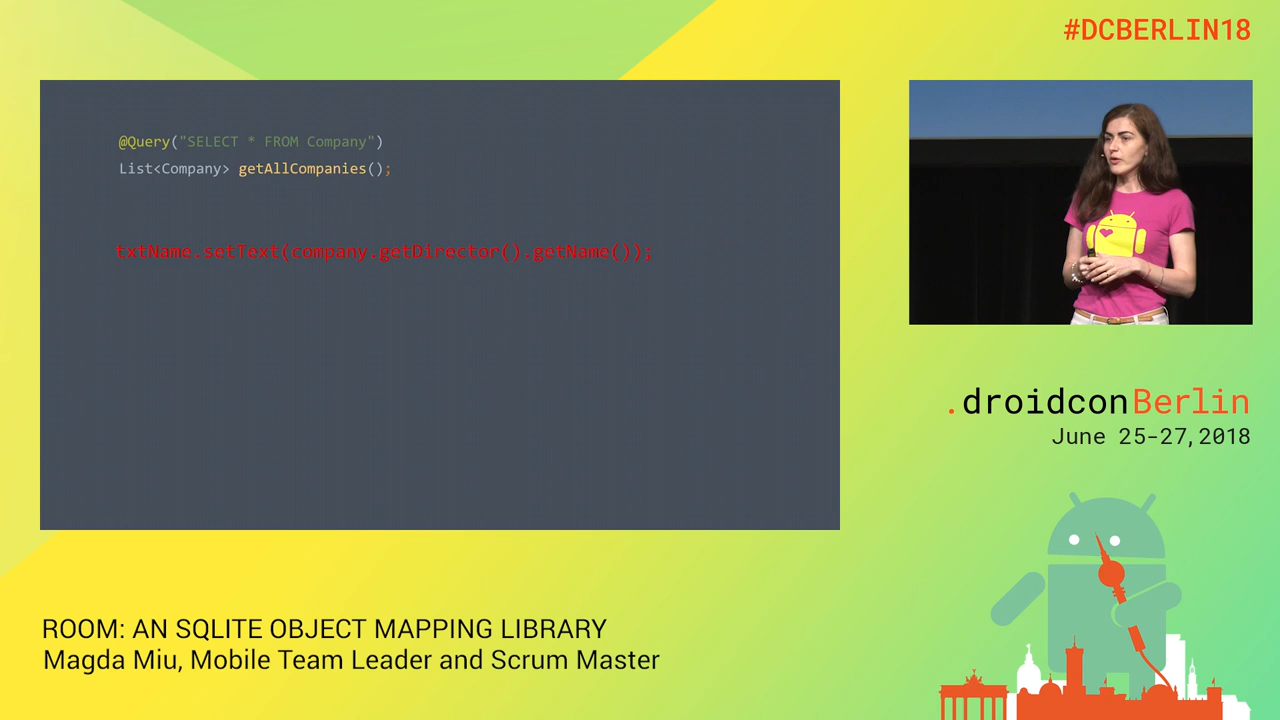 #DCBERLIN18
@Query("SELECT * FROM Company")
List<Company> getAllCompanies();
txtName.setText(company.getDirector().getName());
.droidconBerlin
June 25-27,2018
ROOM: AN SQLITE OBJECT MAPPING LIBRARY
Magda Miu, Mobile Team Leader and Scrum Master